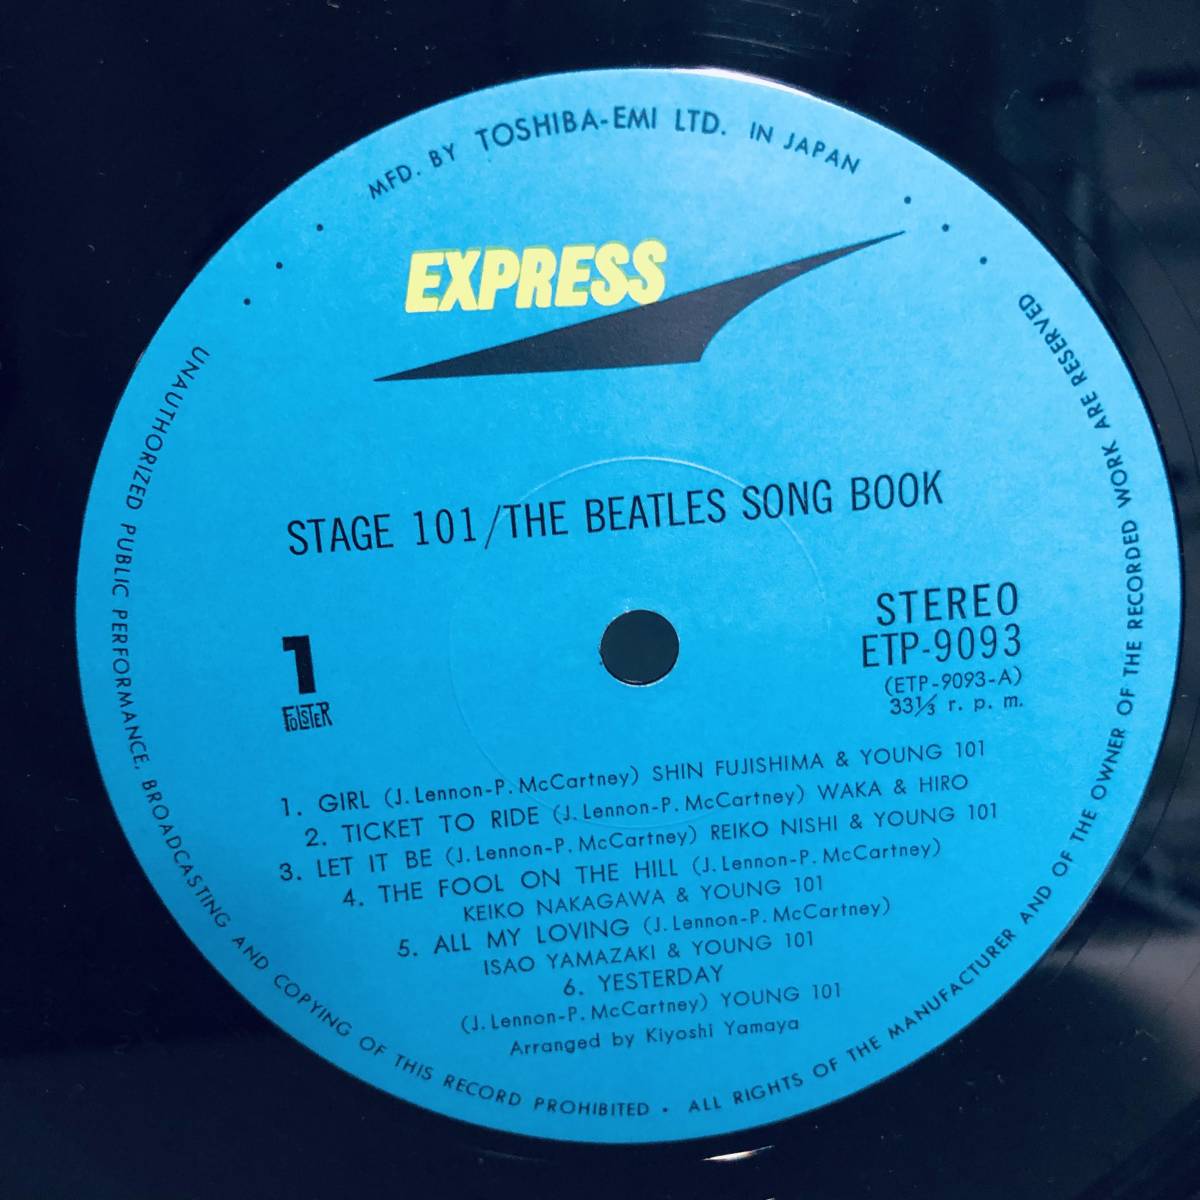 MFD. BY TOSHIBA-EMI LTD. IN JAPAN
EXPRESS
STAGE 101/THE BEATLES SONG BOOK
STEREO
ETP-9093
(ETP-9093-A)
33⅓ r. p. m.
1
FOLSTER
1. GIRL (J. Lennon-P. McCartney) SHIN FUJISHIMA & YOUNG 101
2. TICKET TO RIDE (J. Lennon-P. McCartney) WAKA & HIRO
3. LET IT BE (J. Lennon-P. McCartney) REIKO NISHI & YOUNG 101
4. THE FOOL ON THE HILL (J. Lennon-P. McCartney)
KEIKO NAKAGAWA & YOUNG 101
5. ALL MY LOVING (J. Lennon-P. McCartney)
ISAO YAMAZAKI & YOUNG 101
6. YESTERDAY
(J. Lennon-P. McCartney) YOUNG 101
Arranged by Kiyoshi Yamaya
UNAUTHORIZED PUBLIC PERFORMANCE, BROADCASTING AND COPYING OF THIS RECORD PROHIBITED • ALL RIGHTS OF THE MANUFACTURER AND OF THE OWNER OF THE RECORDED WORK ARE RESERVED